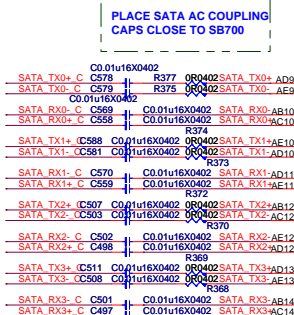 PLACE SATA AC COUPLING
CAPS CLOSE TO SB700
C0.01u16X0402
SATA_TX0+_C C578 R377 0R0402 SATA_TX0+ AD9
SATA_TX0-_C C579 R375 0R0402 SATA_TX0- AE9
C0.01u16X0402
SATA_RX0-_C C569 C0.01u16X0402 SATA_RX0- AB10
SATA_RX0+_C C558 C0.01u16X0402 SATA_RX0+ AC10
R374
SATA_TX1+_C C588 C0.01u16X0402 0R0402 SATA_TX1+ AE10
SATA_TX1-_C C581 C0.01u16X0402 0R0402 SATA_TX1- AD10
R373
SATA_RX1-_C C570 C0.01u16X0402 SATA_RX1- AD11
SATA_RX1+_C C559 C0.01u16X0402 SATA_RX1+ AE11
R372
SATA_TX2+_C C507 C0.01u16X0402 0R0402 SATA_TX2+ AB12
SATA_TX2-_C C503 C0.01u16X0402 0R0402 SATA_TX2- AC12
R370
SATA_RX2-_C C502 C0.01u16X0402 SATA_RX2- AE12
SATA_RX2+_C C498 C0.01u16X0402 SATA_RX2+ AD12
R369
SATA_TX3+_C C511 C0.01u16X0402 0R0402 SATA_TX3+ AD13
SATA_TX3-_C C508 C0.01u16X0402 0R0402 SATA_TX3- AE13
R368
SATA_RX3-_C C501 C0.01u16X0402 SATA_RX3- AB14
SATA_RX3+_C C497 C0.01u16X0402 SATA_RX3+ AC14